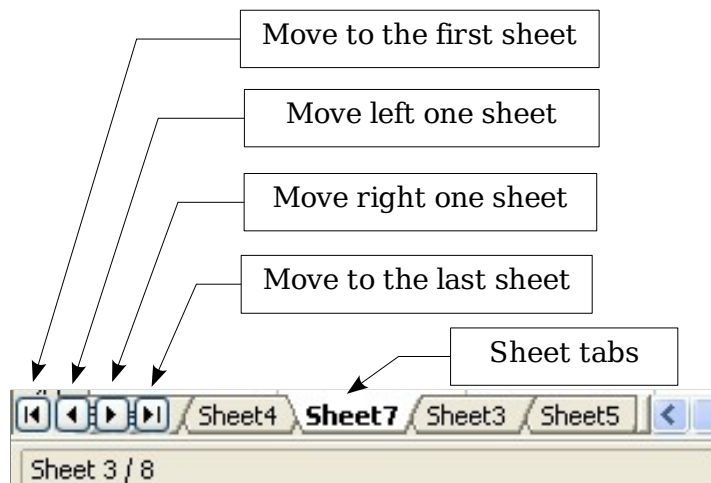 Move to the first sheet
Move left one sheet
Move right one sheet
Move to the last sheet
Sheet tabs
Sheet4 Sheet7 Sheet3 Sheet5
Sheet 3 / 8